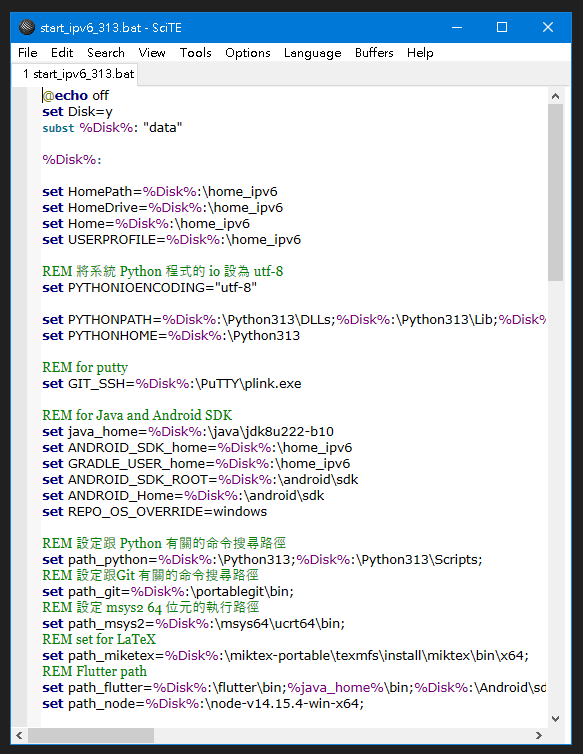 start_ipv6_313.bat - SciTE
File Edit Search View Tools Options Language Buffers Help
1 start_ipv6_313.bat
@echo off
set Disk=y
subst %Disk%: "data"
%Disk%:
set HomePath=%Disk%:\home_ipv6
set HomeDrive=%Disk%:\home_ipv6
set Home=%Disk%:\home_ipv6
set USERPROFILE=%Disk%:\home_ipv6
REM 將系統 Python 程式的 io 設為 utf-8
set PYTHONIOENCODING="utf-8"
set PYTHONPATH=%Disk%:\Python313\DLLs;%Disk%:\Python313\Lib;%Disk%
set PYTHONHOME=%Disk%:\Python313
REM for putty
set GIT_SSH=%Disk%:\PuTTY\plink.exe
REM for Java and Android SDK
set java_home=%Disk%:\java\jdk8u222-b10
set ANDROID_SDK_home=%Disk%:\home_ipv6
set GRADLE_USER_home=%Disk%:\home_ipv6
set ANDROID_SDK_ROOT=%Disk%:\android\sdk
set ANDROID_Home=%Disk%:\android\sdk
set REPO_OS_OVERRIDE=windows
REM 設定跟 Python 有關的命令搜尋路徑
set path_python=%Disk%:\Python313;%Disk%:\Python313\Scripts;
REM 設定跟Git 有關的命令搜尋路徑
set path_git=%Disk%:\portablegit\bin;
REM 設定 msys2 64 位元的執行路徑
set path_msys2=%Disk%:\msys64\ucrt64\bin;
REM set for LaTeX
set path_miketex=%Disk%:\miktex-portable\texmfs\install\miktex\bin\x64;
REM Flutter path
set path_flutter=%Disk%:\flutter\bin;%java_home%\bin;%Disk%:\Android\sd
set path_node=%Disk%:\node-v14.15.4-win-x64;